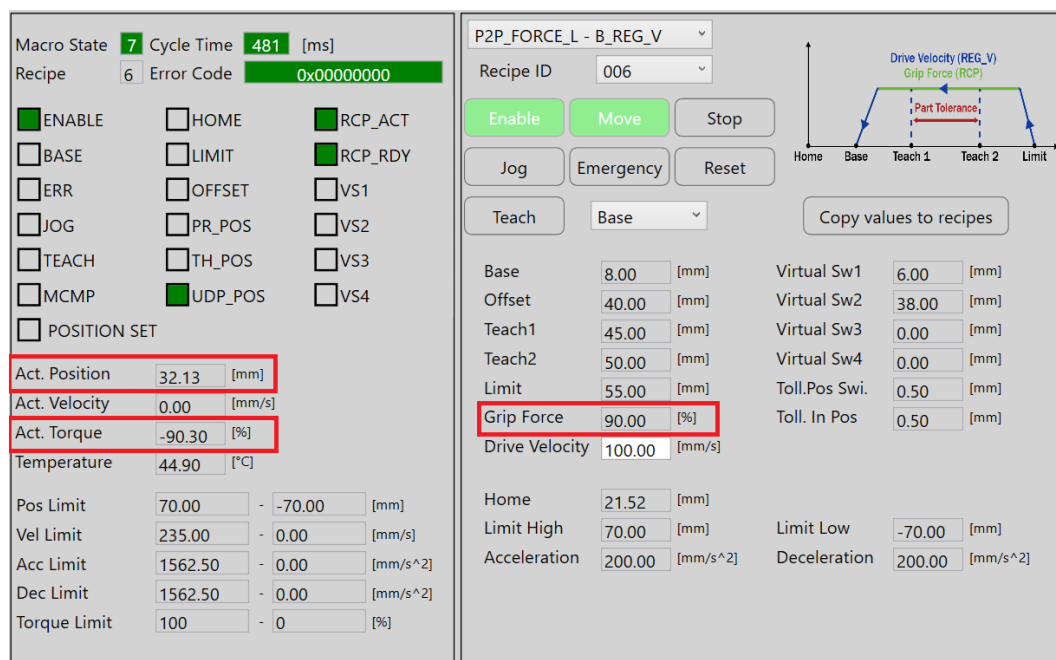 Macro State 7 Cycle Time 481 [ms]
Recipe 6 Error Code 0x00000000
ENABLE HOME RCP_ACT
BASE LIMIT RCP_RDY
ERR OFFSET VS1
JOG PR_POS VS2
TEACH TH_POS VS3
MCMP UDP_POS VS4
POSITION SET
Act. Position 32.13 [mm]
Act. Velocity 0.00 [mm/s]
Act. Torque -90.30 [%]
Temperature 44.90 [°C]
Pos Limit 70.00 - -70.00 [mm]
Vel Limit 235.00 - 0.00 [mm/s]
Acc Limit 1562.50 - 0.00 [mm/s^2]
Dec Limit 1562.50 - 0.00 [mm/s^2]
Torque Limit 100 - 0 [%]
P2P_FORCE_L - B_REG_V
Recipe ID 006
Enable Move Stop
Jog Emergency Reset
Teach Base Copy values to recipes
Drive Velocity (REG_V)
Grip Force (RCP)
Part Tolerance
Home Base Teach 1 Teach 2 Limit
Base 8.00 [mm] Virtual Sw1 6.00 [mm]
Offset 40.00 [mm] Virtual Sw2 38.00 [mm]
Teach1 45.00 [mm] Virtual Sw3 0.00 [mm]
Teach2 50.00 [mm] Virtual Sw4 0.00 [mm]
Limit 55.00 [mm] Toll.Pos Swi. 0.50 [mm]
Grip Force 90.00 [%] Toll. In Pos 0.50 [mm]
Drive Velocity 100.00 [mm/s]
Home 21.52 [mm]
Limit High 70.00 [mm] Limit Low -70.00 [mm]
Acceleration 200.00 [mm/s^2] Deceleration 200.00 [mm/s^2]